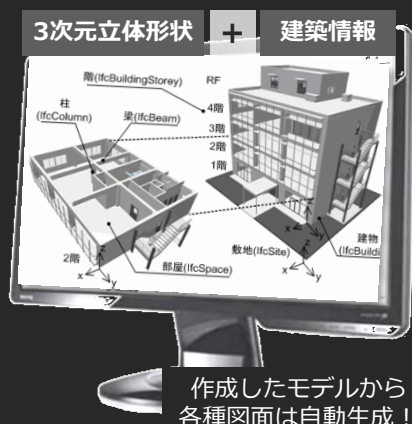 3次元立体形状 + 建築情報
階(IfcBuildingStorey)
RF
柱
(IfcColumn)
梁(IfcBeam)
4階
3階
2階
1階
z
x
y
敷地(IfcSite)
建物
(IfcBuildi
z
x
y
2階
部屋(IfcSpace)
z
x
y
作成したモデルから
各種図面は自動生成！